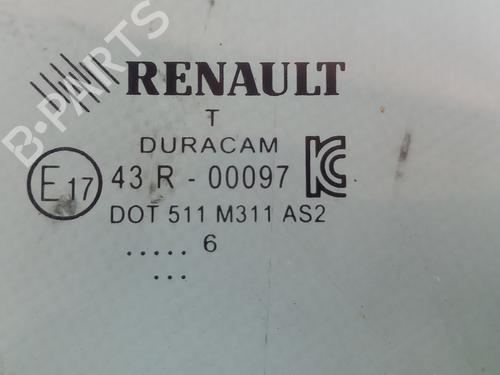 B-PARTS
RENAULT
T
DURACAM
E17 43 R - 00097 KC
DOT 511 M311 AS2
..... 6
...